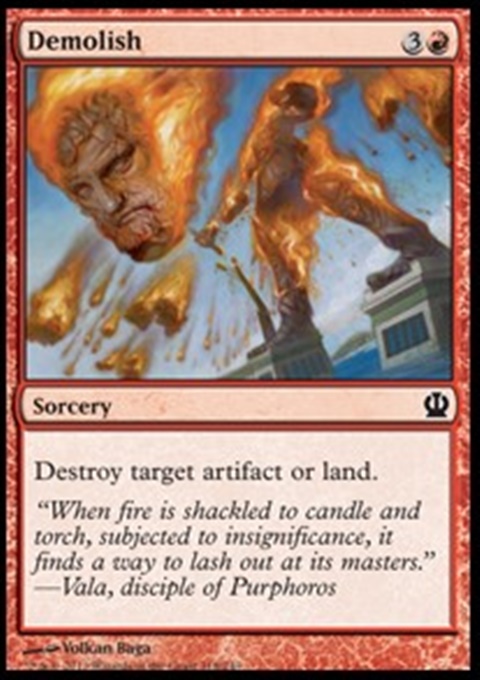 Demolish
3
Sorcery
Destroy target artifact or land.
“When fire is shackled to candle and
torch, subjected to insignificance, it
finds a way to lash out at its masters.”
—Vala, disciple of Purphoros
Volkan Baga